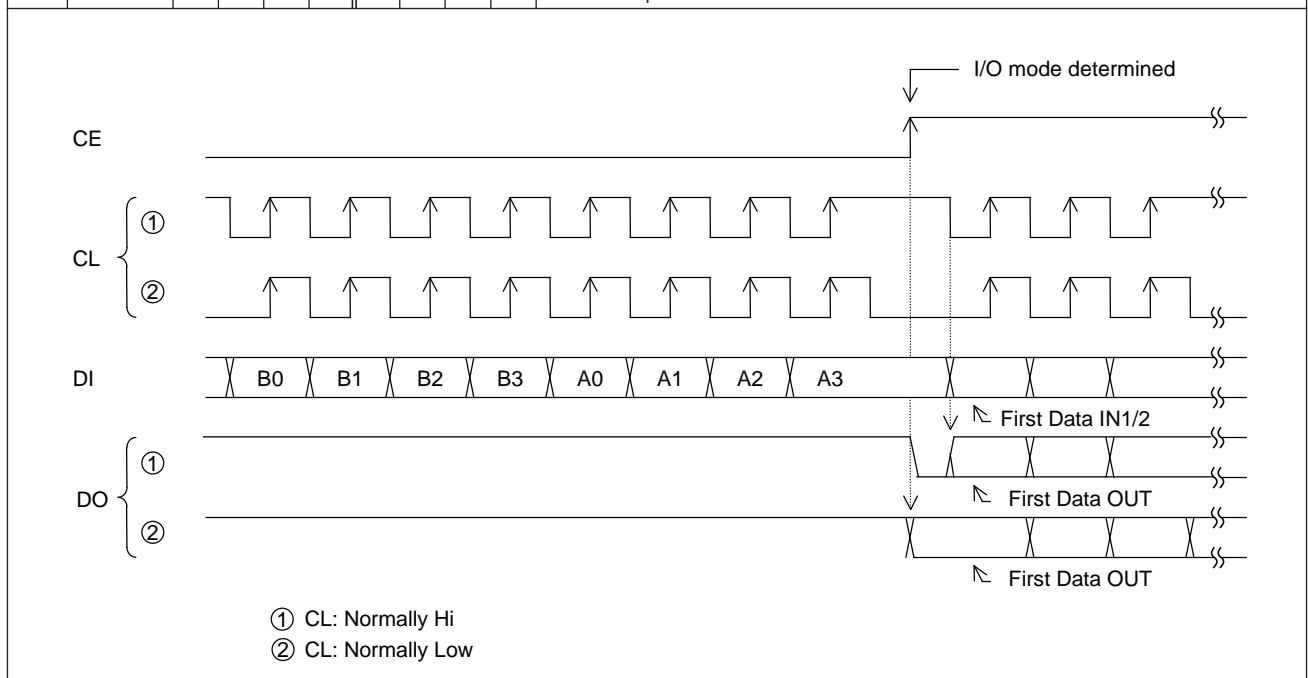 I/O mode determined
CE
CL
①
②
DI B0 B1 B2 B3 A0 A1 A2 A3
First Data IN1/2
DO
①
First Data OUT
②
First Data OUT
① CL: Normally Hi
② CL: Normally Low